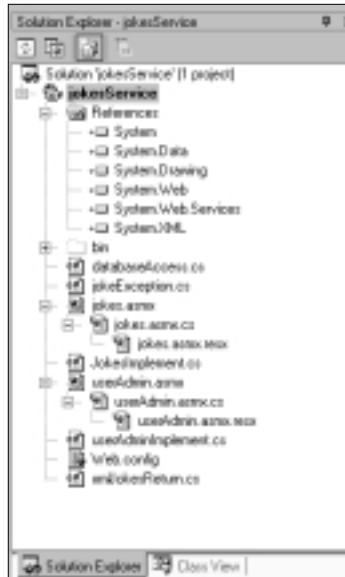 Solution Explorer - jokesService
Solution 'jokesService' (1 project)
jokesService
References
System
System.Data
System.Drawing
System.Web
System.Web.Services
System.XML
bin
databaseAccess.cs
jokeException.cs
jokes.asmx
jokes.asmx.cs
jokes.asmx.resx
JokesImplement.cs
userAdmin.asmx
userAdmin.asmx.cs
userAdmin.asmx.resx
userAdminImplement.cs
Web.config
xmlJokesReturn.cs
Solution Explorer
Class View